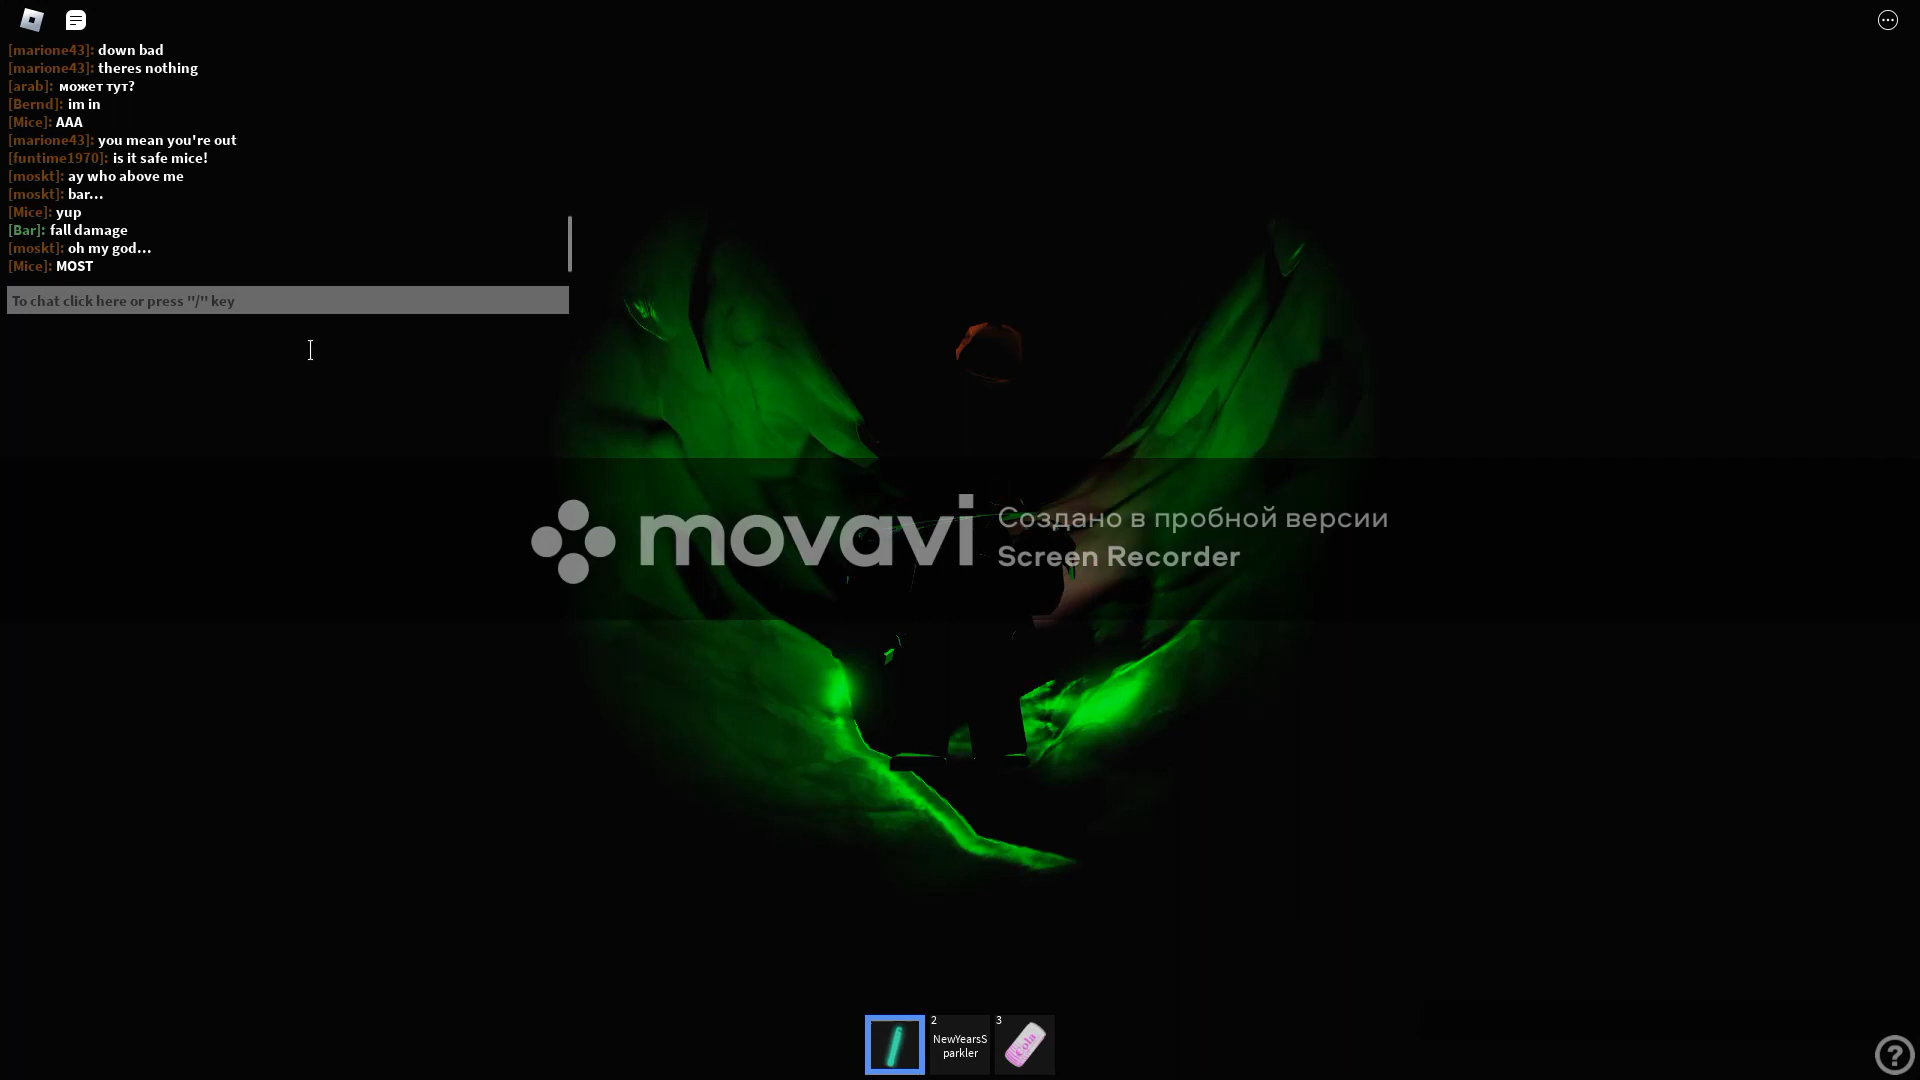 [marione43]: down bad
[marione43]: theres nothing
[arab]: может тут?
[Bernd]: im in
[Mice]: AAA
[marione43]: you mean you're out
[funtime1970]: is it safe mice!
[moskt]: ay who above me
[moskt]: bar...
[Mice]: yup
[Bar]: fall damage
[moskt]: oh my god...
[Mice]: MOST
To chat click here or press "/" key
movavi
Создано в пробной версии
Screen Recorder
2
NewYearsS
parkler
3
Cola
?